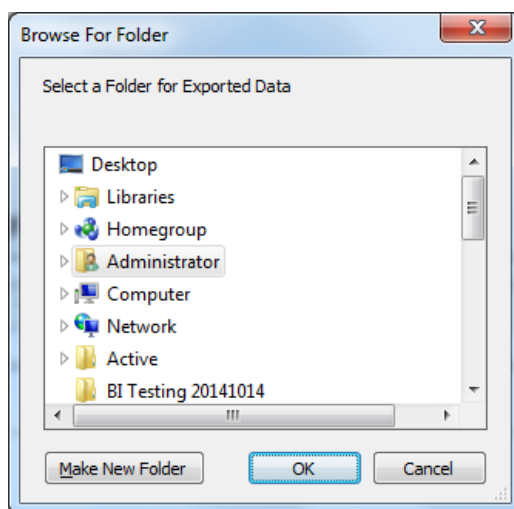 Browse For Folder
Select a Folder for Exported Data
Desktop
Libraries
Homegroup
Administrator
Computer
Network
Active
BI Testing 20141014
Make New Folder
OK
Cancel